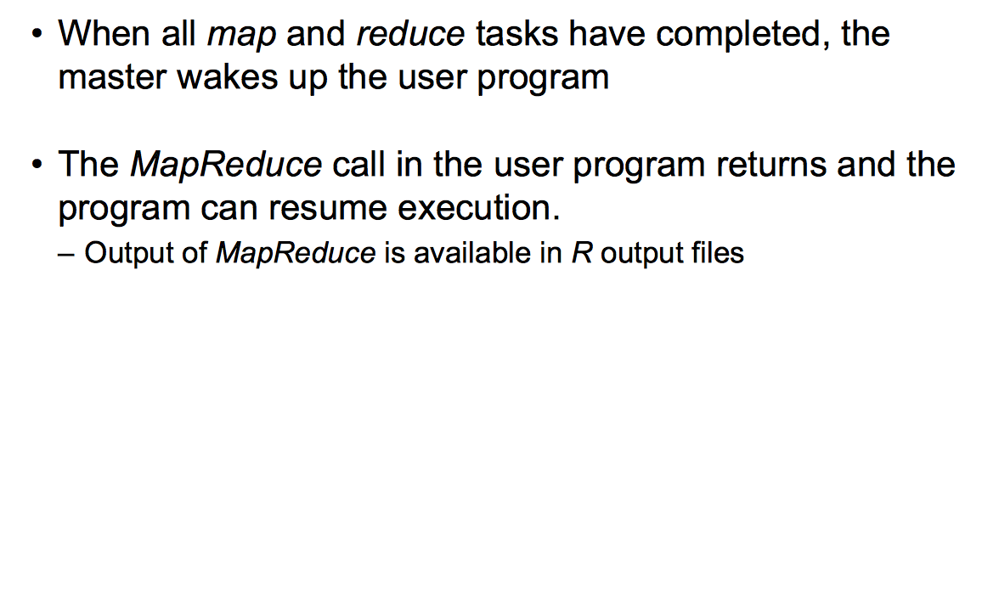 • When all map and reduce tasks have completed, the
master wakes up the user program
• The MapReduce call in the user program returns and the
program can resume execution.
– Output of MapReduce is available in R output files